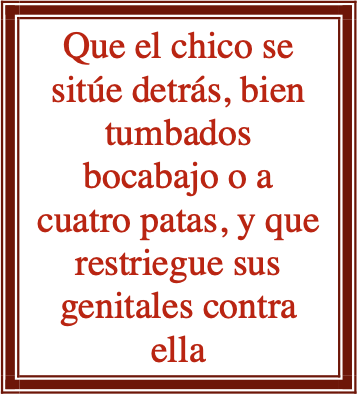 Que el chico se
sitúe detrás, bien
tumbados
bocabajo o a
cuatro patas, y que
restriegue sus
genitales contra
ella